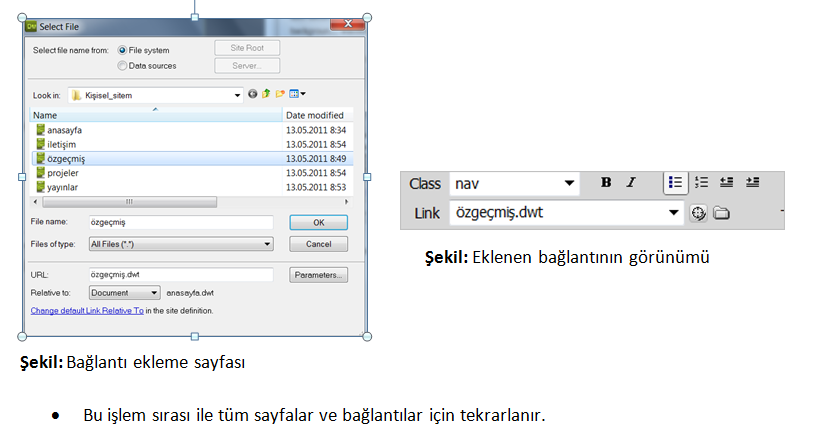 Select File
Select file name from: File system
Site Root
Data sources
Server...
Look in: Kişisel_sitem
Name Date modified
anasayfa 13.05.2011 8:34
iletişim 13.05.2011 8:54
özgeçmiş 13.05.2011 8:49
projeler 13.05.2011 8:54
yayınlar 13.05.2011 8:53
File name: özgeçmiş OK
Files of type: All Files (*.*) Cancel
URL: özgeçmiş.dwt Parameters...
Relative to: Document anasayfa.dwt
Change default Link Relative To in the site definition.
Class nav B I
Link özgeçmiş.dwt
Şekil: Eklenen bağlantının görünümü
Şekil: Bağlantı ekleme sayfası
• Bu işlem sırası ile tüm sayfalar ve bağlantılar için tekrarlanır.